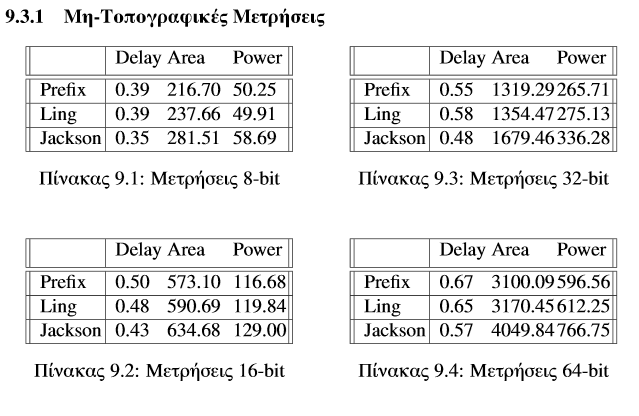 9.3.1 Μη-Τοπογραφικές Μετρήσεις
Delay Area Power
Prefix 0.39 216.70 50.25
Ling 0.39 237.66 49.91
Jackson 0.35 281.51 58.69
Πίνακας 9.1: Μετρήσεις 8-bit
Delay Area Power
Prefix 0.55 1319.29 265.71
Ling 0.58 1354.47 275.13
Jackson 0.48 1679.46 336.28
Πίνακας 9.3: Μετρήσεις 32-bit
Delay Area Power
Prefix 0.50 573.10 116.68
Ling 0.48 590.69 119.84
Jackson 0.43 634.68 129.00
Πίνακας 9.2: Μετρήσεις 16-bit
Delay Area Power
Prefix 0.67 3100.09 596.56
Ling 0.65 3170.45 612.25
Jackson 0.57 4049.84 766.75
Πίνακας 9.4: Μετρήσεις 64-bit